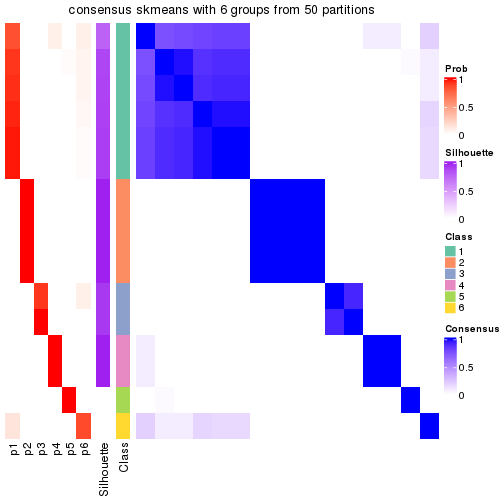 consensus skmeans with 6 groups from 50 partitions
Prob
1
0.5
0
Silhouette
1
0.5
0
Class
1
2
3
4
5
6
Consensus
1
0.5
0
p1
p2
p3
p4
p5
p6
Silhouette
Class